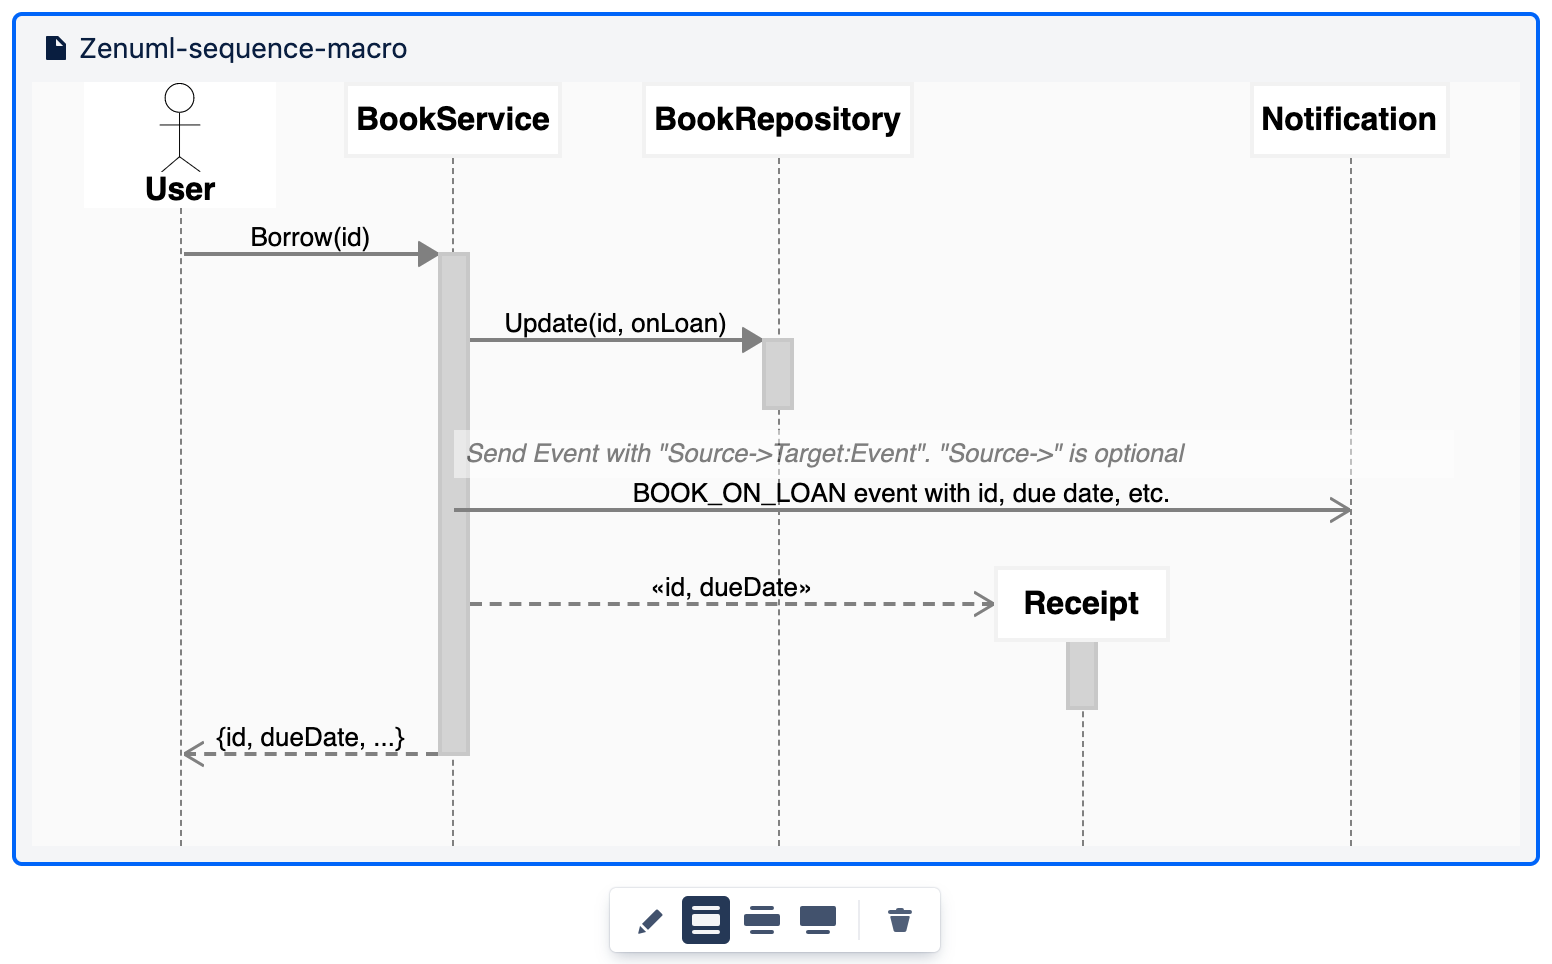 Zenuml-sequence-macro
User
BookService
BookRepository
Notification
Borrow(id)
Update(id, onLoan)
Send Event with "Source->Target:Event". "Source->" is optional
BOOK_ON_LOAN event with id, due date, etc.
«id, dueDate»
Receipt
{id, dueDate, ...}